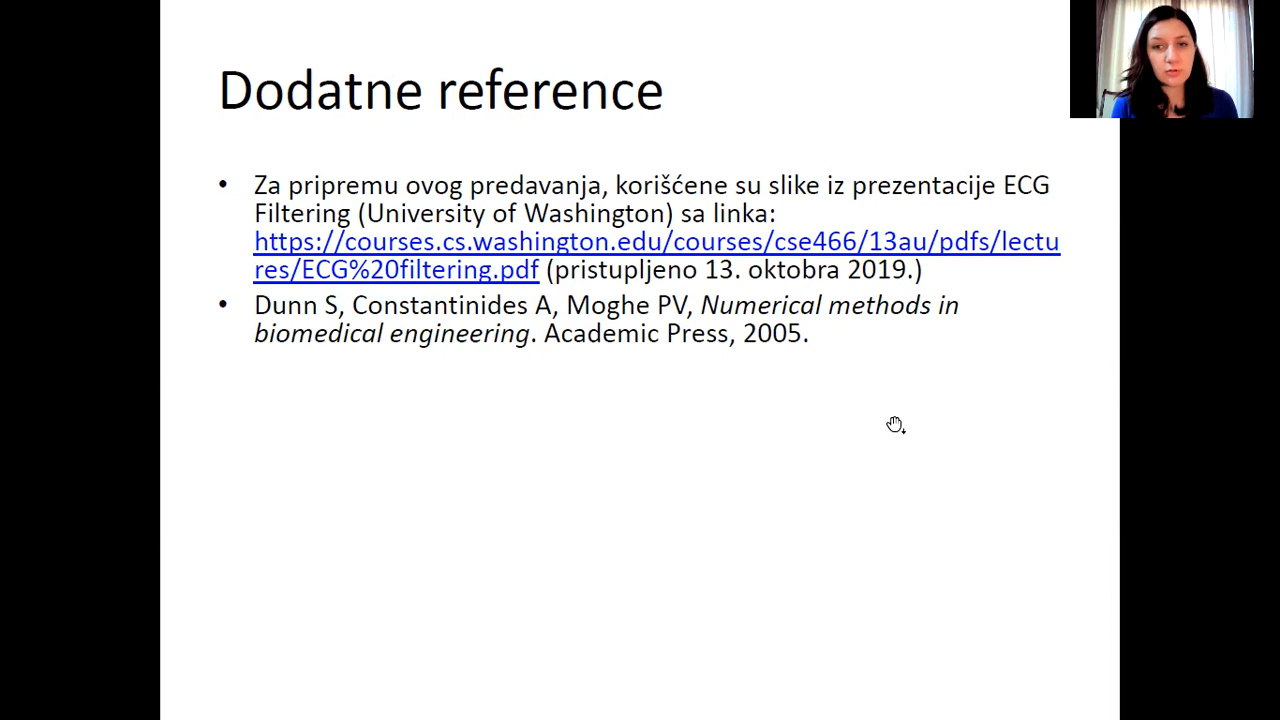 Dodatne reference
• Za pripremu ovog predavanja, korišćene su slike iz prezentacije ECG
Filtering (University of Washington) sa linka:
https://courses.cs.washington.edu/courses/cse466/13au/pdfs/lectu
res/ECG%20filtering.pdf (pristupljeno 13. oktobra 2019.)
• Dunn S, Constantinides A, Moghe PV, Numerical methods in
biomedical engineering. Academic Press, 2005.